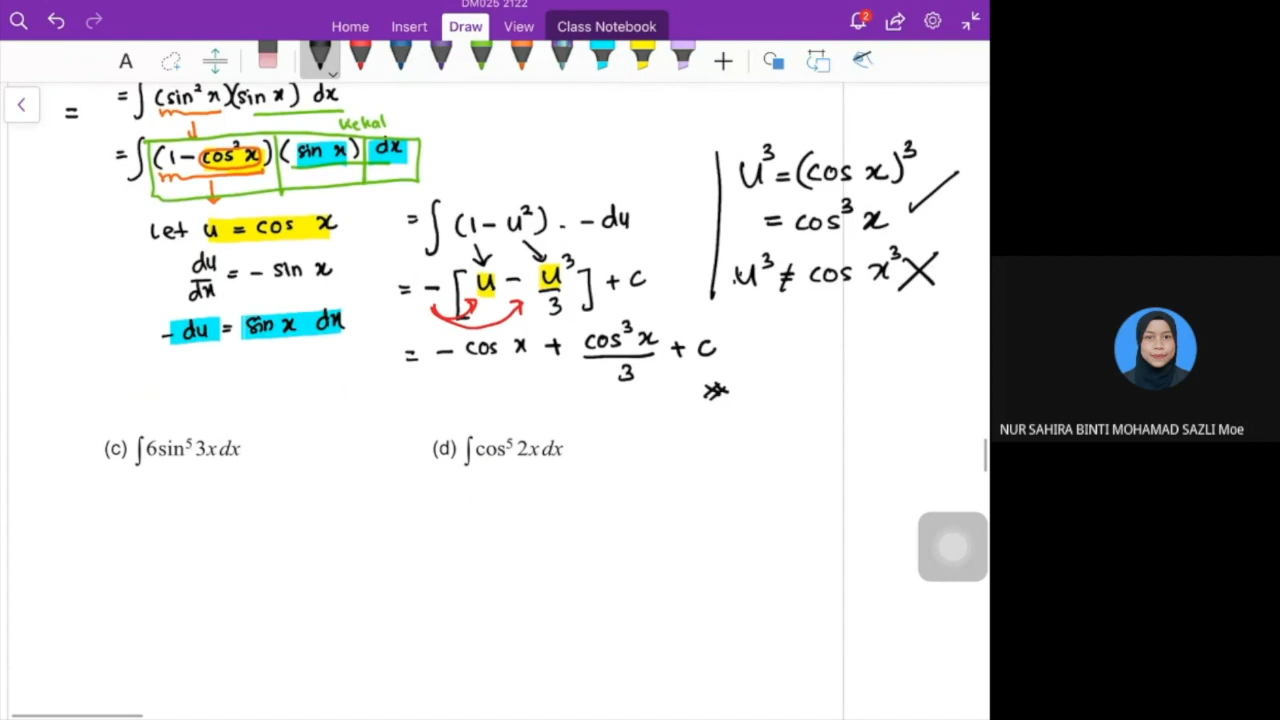 DM025 2122
Home Insert Draw View Class Notebook
2
A
=
= ∫ (sin² x)(sin x) dx
kekal
= ∫ (1 - cos² x) (sin x) dx
let u = cos x
du/dx = - sin x
- du = sin x dx
= ∫ (1 - u²) . - du
= - [u - u³/3] + c
= - cos x + cos³ x/3 + c
u³ = (cos x)³
= cos³ x ✓
u³ ≠ cos x³ ✗
(c) ∫6sin⁵ 3x dx
(d) ∫cos⁵ 2x dx
NUR SAHIRA BINTI MOHAMAD SAZLI Moe